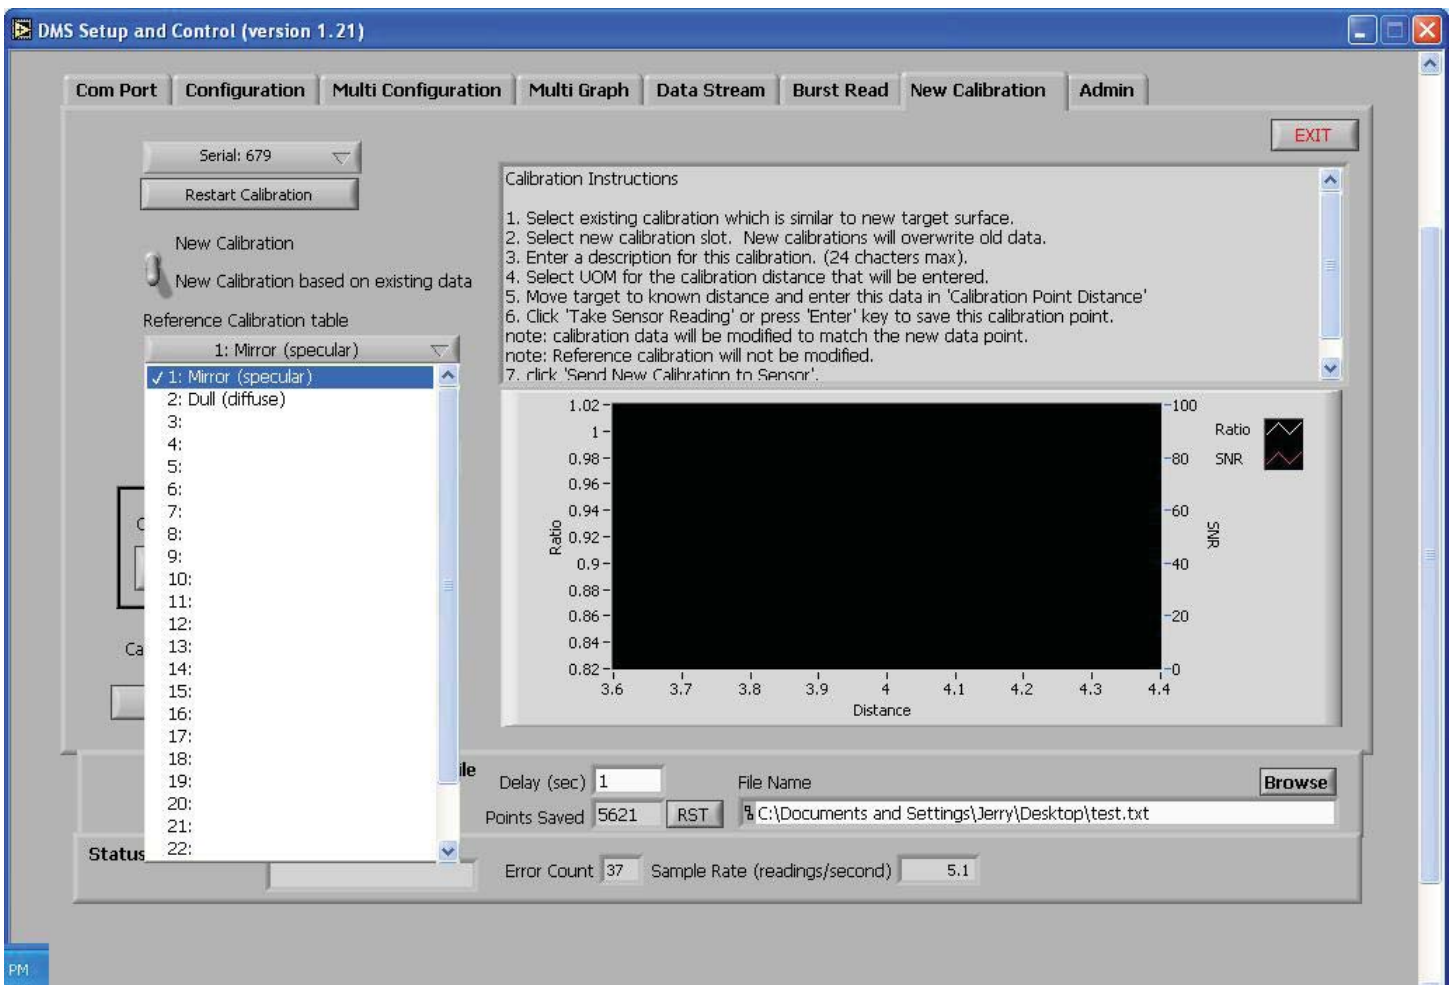 DMS Setup and Control (version 1.21)
Com Port
Configuration
Multi Configuration
Multi Graph
Data Stream
Burst Read
New Calibration
Admin
EXIT
Serial: 679
Restart Calibration
New Calibration
New Calibration based on existing data
Reference Calibration table
1: Mirror (specular)
✓ 1: Mirror (specular)
2: Dull (diffuse)
3:
4:
5:
6:
7:
8:
9:
10:
11:
12:
13:
14:
15:
16:
17:
18:
19:
20:
21:
22:
Calibration Instructions
1. Select existing calibration which is similar to new target surface.
2. Select new calibration slot.  New calibrations will overwrite old data.
3. Enter a description for this calibration. (24 chacters max).
4. Select UOM for the calibration distance that will be entered.
5. Move target to known distance and enter this data in 'Calibration Point Distance'
6. Click 'Take Sensor Reading' or press 'Enter' key to save this calibration point.
note: calibration data will be modified to match the new data point.
note: Reference calibration will not be modified.
7. click 'Send New Calibration to Sensor'.
1.02
1
0.98
0.96
0.94
0.92
0.9
0.88
0.86
0.84
0.82
Ratio
3.6 3.7 3.8 3.9 4 4.1 4.2 4.3 4.4
Distance
100
80
60
40
20
0
SNR
Ratio
SNR
C
Ca
ile
Delay (sec) 1
File Name
Browse
Points Saved 5621 RST
C:\Documents and Settings\Jerry\Desktop\test.txt
Status
Error Count 37
Sample Rate (readings/second) 5.1
PM